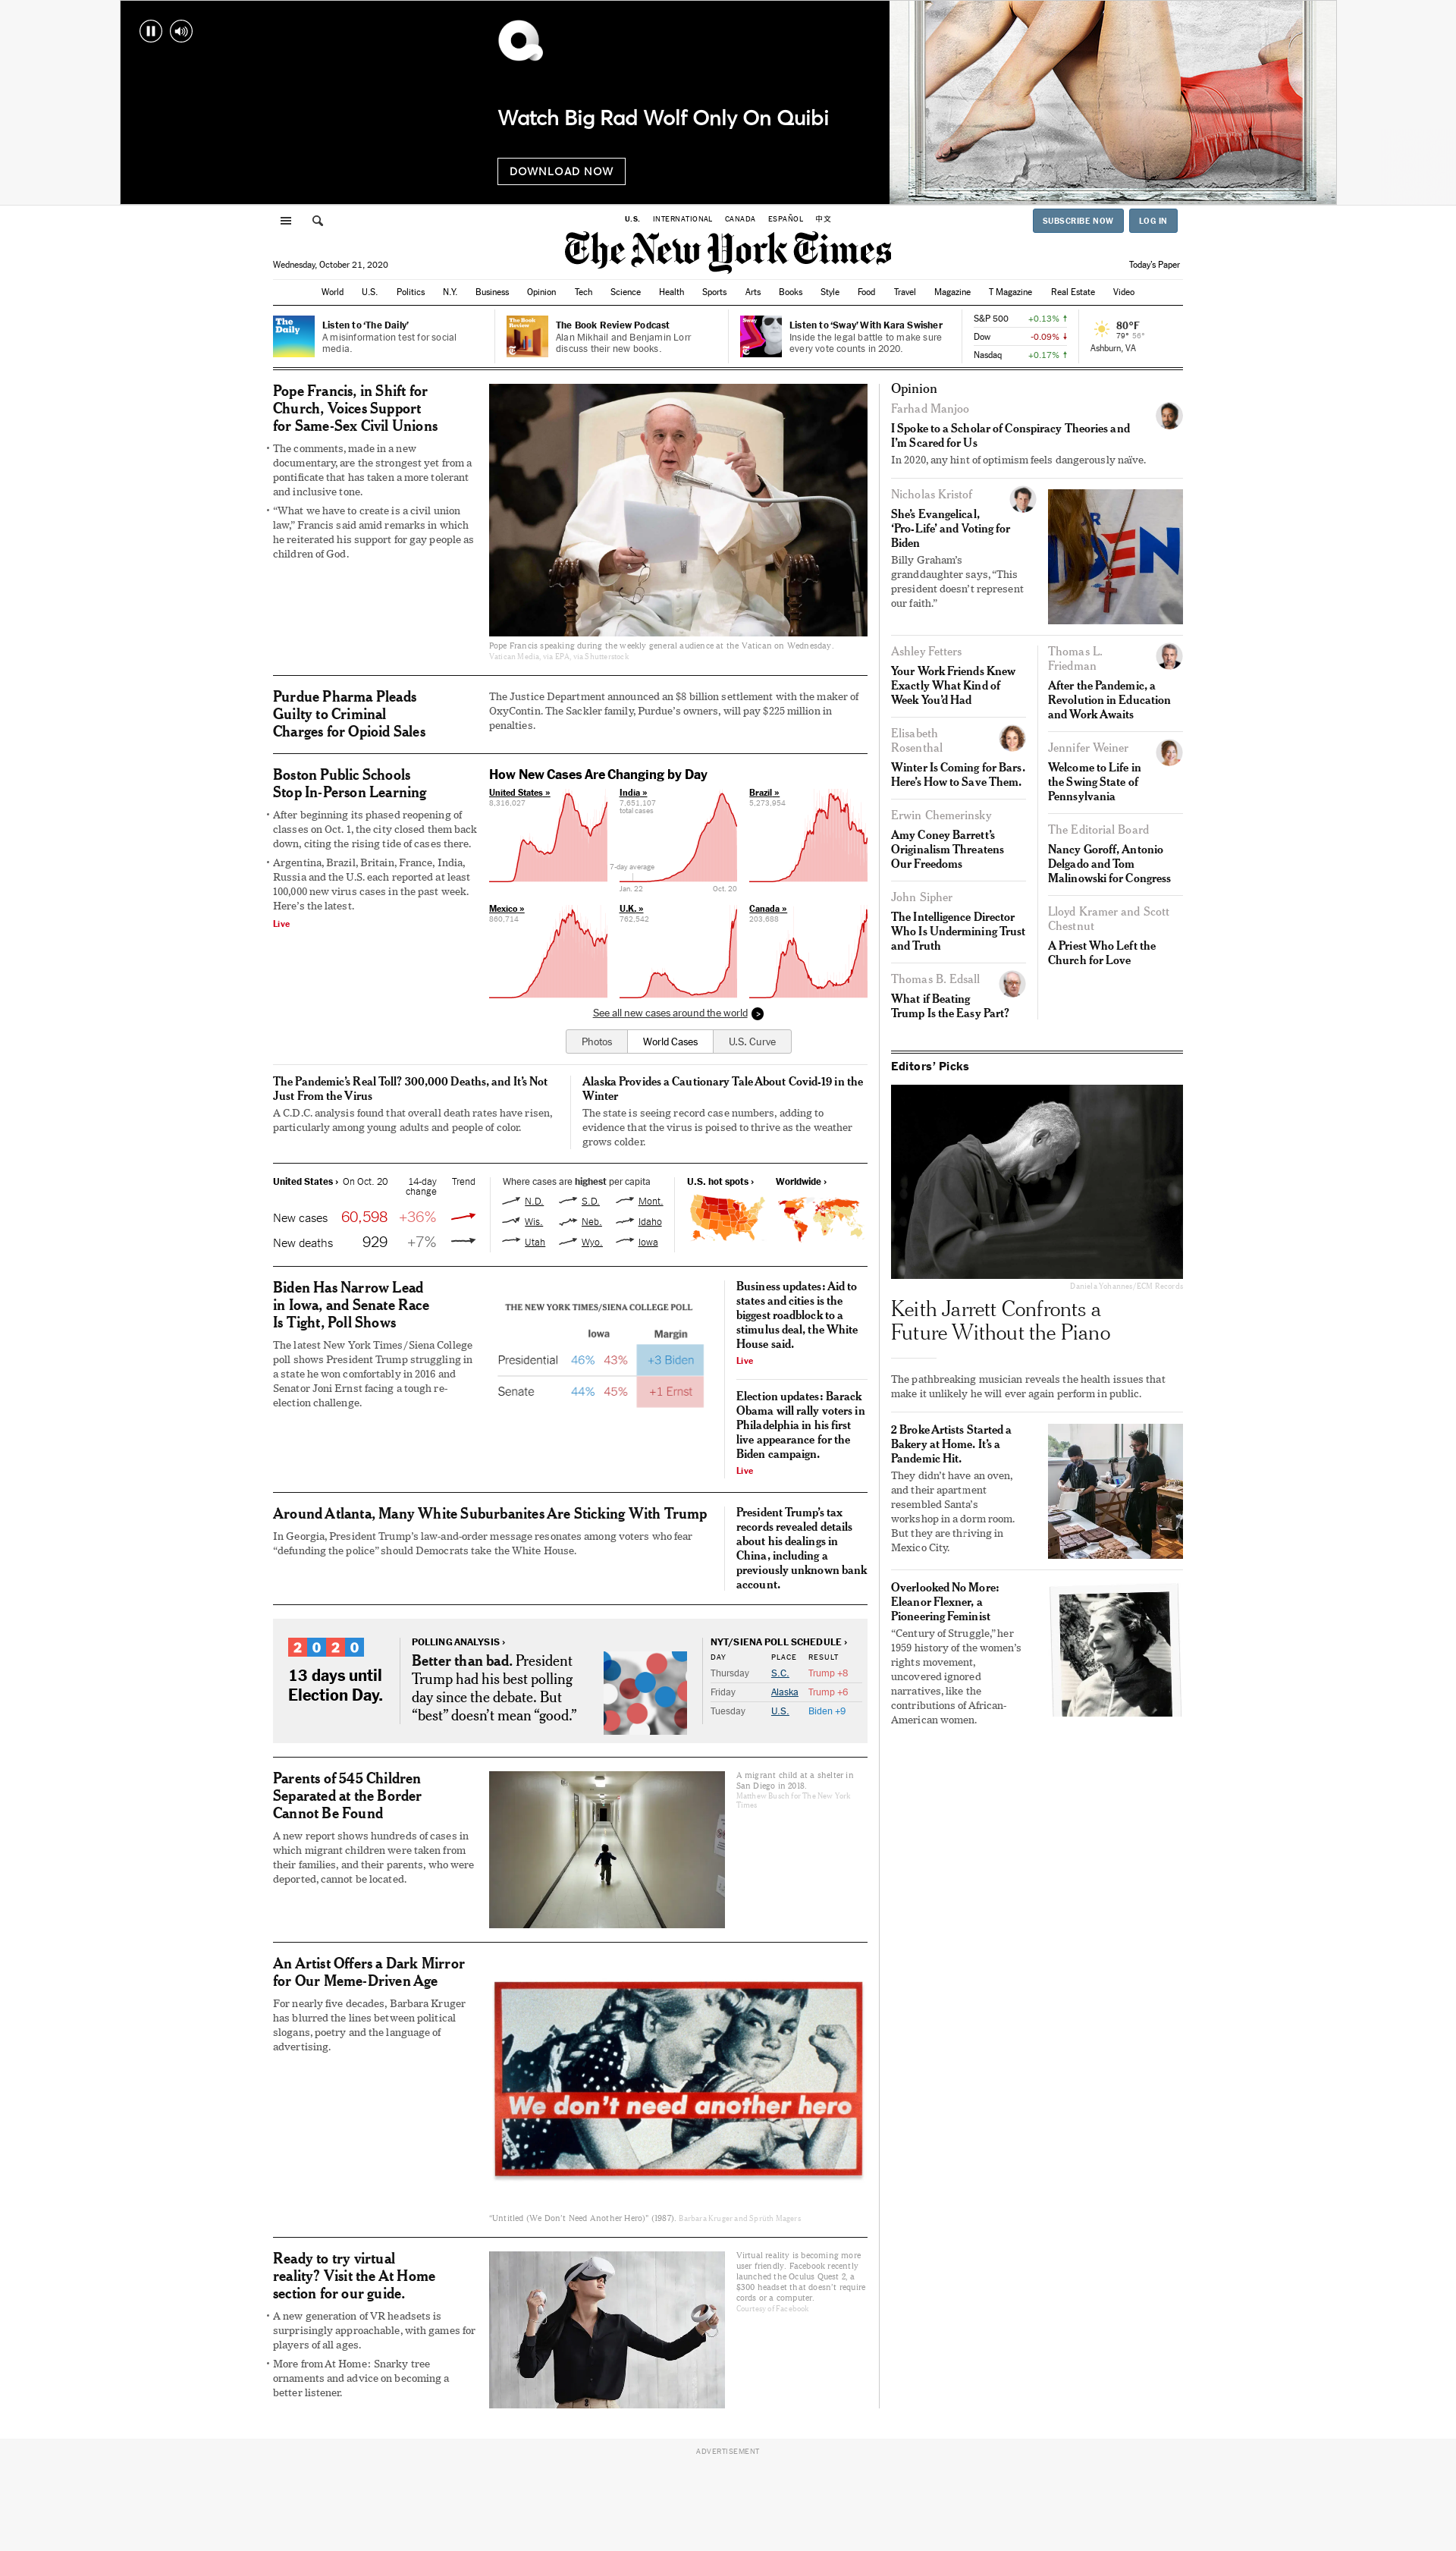 Watch Big Rad Wolf Only On Quibi
DOWNLOAD NOW
U.S. INTERNATIONAL CANADA ESPAÑOL 中文
SUBSCRIBE NOW LOG IN
The New York Times
Wednesday, October 21, 2020
Today's Paper
World U.S. Politics N.Y. Business Opinion Tech Science Health Sports Arts Books Style Food Travel Magazine T Magazine Real Estate Video
The Daily
Listen to ‘The Daily’
A misinformation test for social
media.
The Book Review
The Book Review Podcast
Alan Mikhail and Benjamin Lorr
discuss their new books.
Sway
Listen to ‘Sway’ With Kara Swisher
Inside the legal battle to make sure
every vote counts in 2020.
S&P 500 +0.13% ↑
Dow -0.09% ↓
Nasdaq +0.17% ↑
80°F
79° 56°
Ashburn, VA
Pope Francis, in Shift for
Church, Voices Support
for Same-Sex Civil Unions
• The comments, made in a new
documentary, are the strongest yet from a
pontificate that has taken a more tolerant
and inclusive tone.
• “What we have to create is a civil union
law,” Francis said amid remarks in which
he reiterated his support for gay people as
children of God.
Pope Francis speaking during the weekly general audience at the Vatican on Wednesday.
Vatican Media, via EPA, via Shutterstock
Purdue Pharma Pleads
Guilty to Criminal
Charges for Opioid Sales
The Justice Department announced an $8 billion settlement with the maker of
OxyContin. The Sackler family, Purdue’s owners, will pay $225 million in
penalties.
Boston Public Schools
Stop In-Person Learning
• After beginning its phased reopening of
classes on Oct. 1, the city closed them back
down, citing the rising tide of cases there.
• Argentina, Brazil, Britain, France, India,
Russia and the U.S. each reported at least
100,000 new virus cases in the past week.
Here’s the latest.
Live
How New Cases Are Changing by Day
United States »
8,316,027
India »
7,651,107
total cases
Brazil »
5,273,954
7-day average
Jan. 22 Oct. 20
Mexico »
860,714
U.K. »
762,542
Canada »
203,688
See all new cases around the world >
Photos World Cases U.S. Curve
The Pandemic’s Real Toll? 300,000 Deaths, and It’s Not
Just From the Virus
A C.D.C. analysis found that overall death rates have risen,
particularly among young adults and people of color.
Alaska Provides a Cautionary Tale About Covid-19 in the
Winter
The state is seeing record case numbers, adding to
evidence that the virus is poised to thrive as the weather
grows colder.
United States › On Oct. 20 14-day
change Trend
New cases 60,598 +36%
New deaths 929 +7%
Where cases are highest per capita
N.D. S.D. Mont.
Wis. Neb. Idaho
Utah Wyo. Iowa
U.S. hot spots › Worldwide ›
Biden Has Narrow Lead
in Iowa, and Senate Race
Is Tight, Poll Shows
The latest New York Times/Siena College
poll shows President Trump struggling in
a state he won comfortably in 2016 and
Senator Joni Ernst facing a tough re-
election challenge.
THE NEW YORK TIMES/SIENA COLLEGE POLL
Iowa Margin
Presidential 46% 43% +3 Biden
Senate 44% 45% +1 Ernst
Business updates: Aid to
states and cities is the
biggest roadblock to a
stimulus deal, the White
House said.
Live
Election updates: Barack
Obama will rally voters in
Philadelphia in his first
live appearance for the
Biden campaign.
Live
Around Atlanta, Many White Suburbanites Are Sticking With Trump
In Georgia, President Trump’s law-and-order message resonates among voters who fear
“defunding the police” should Democrats take the White House.
President Trump’s tax
records revealed details
about his dealings in
China, including a
previously unknown bank
account.
2020
13 days until
Election Day.
POLLING ANALYSIS ›
Better than bad. President
Trump had his best polling
day since the debate. But
“best” doesn’t mean “good.”
NYT/SIENA POLL SCHEDULE ›
DAY PLACE RESULT
Thursday S.C. Trump +8
Friday Alaska Trump +6
Tuesday U.S. Biden +9
Parents of 545 Children
Separated at the Border
Cannot Be Found
A new report shows hundreds of cases in
which migrant children were taken from
their families, and their parents, who were
deported, cannot be located.
A migrant child at a shelter in
San Diego in 2018.
Matthew Busch for The New York
Times
An Artist Offers a Dark Mirror
for Our Meme-Driven Age
For nearly five decades, Barbara Kruger
has blurred the lines between political
slogans, poetry and the language of
advertising.
We don't need another hero
“Untitled (We Don’t Need Another Hero)” (1987). Barbara Kruger and Spruth Magers
Ready to try virtual
reality? Visit the At Home
section for our guide.
• A new generation of VR headsets is
surprisingly approachable, with games for
players of all ages.
• More from At Home: Snarky tree
ornaments and advice on becoming a
better listener.
Virtual reality is becoming more
user friendly. Facebook recently
launched the Oculus Quest 2, a
$300 headset that doesn’t require
cords or a computer.
Courtesy of Facebook
Opinion
Farhad Manjoo
I Spoke to a Scholar of Conspiracy Theories and
I’m Scared for Us
In 2020, any hint of optimism feels dangerously naïve.
Nicholas Kristof
She’s Evangelical,
‘Pro-Life’ and Voting for
Biden
Billy Graham’s
granddaughter says, “This
president doesn’t represent
our faith.”
Ashley Fetters
Your Work Friends Knew
Exactly What Kind of
Week You’d Had
Elisabeth
Rosenthal
Winter Is Coming for Bars.
Here’s How to Save Them.
Erwin Chemerinsky
Amy Coney Barrett’s
Originalism Threatens
Our Freedoms
John Sipher
The Intelligence Director
Who Is Undermining Trust
and Truth
Thomas B. Edsall
What if Beating
Trump Is the Easy Part?
Thomas L.
Friedman
After the Pandemic, a
Revolution in Education
and Work Awaits
Jennifer Weiner
Welcome to Life in
the Swing State of
Pennsylvania
The Editorial Board
Nancy Goroff, Antonio
Delgado and Tom
Malinowski for Congress
Lloyd Kramer and Scott
Chestnut
A Priest Who Left the
Church for Love
Editors’ Picks
Daniela Yohannes/ECM Records
Keith Jarrett Confronts a
Future Without the Piano
The pathbreaking musician reveals the health issues that
make it unlikely he will ever again perform in public.
2 Broke Artists Started a
Bakery at Home. It’s a
Pandemic Hit.
They didn’t have an oven,
and their apartment
resembled Santa’s
workshop in a dorm room.
But they are thriving in
Mexico City.
Overlooked No More:
Eleanor Flexner, a
Pioneering Feminist
“Century of Struggle,” her
1959 history of the women’s
rights movement,
uncovered ignored
narratives, like the
contributions of African-
American women.
ADVERTISEMENT